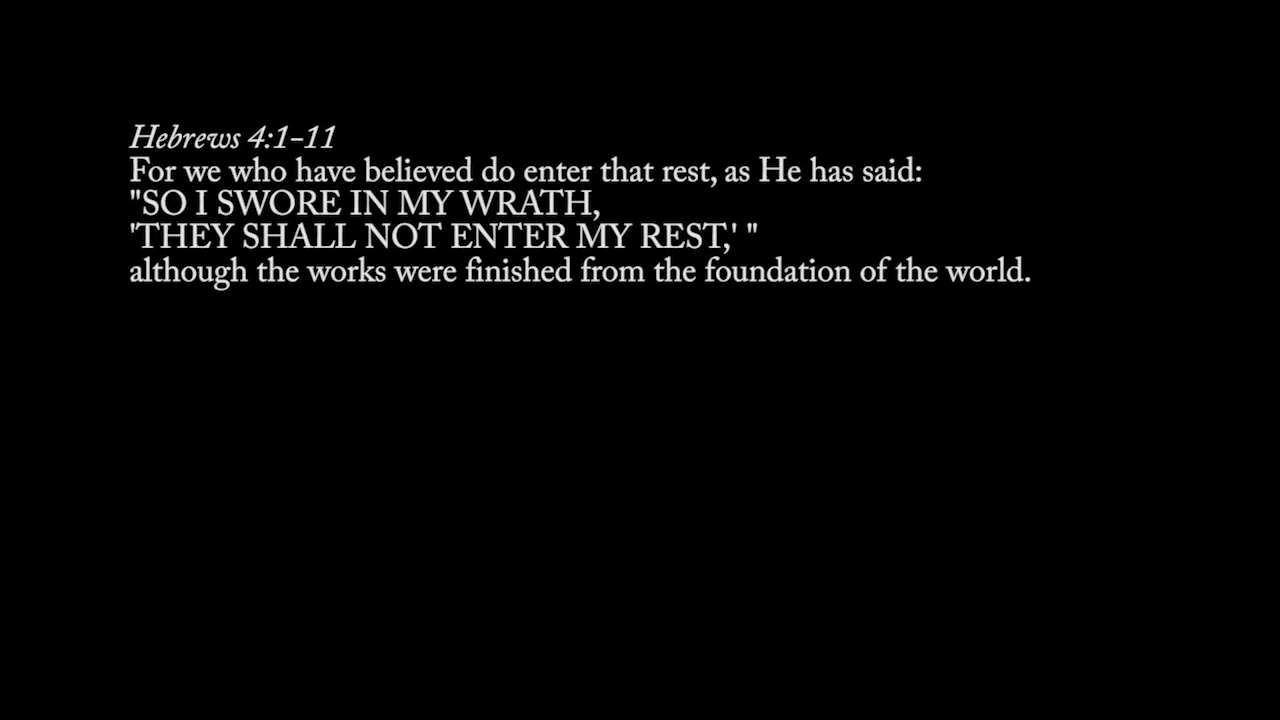 Hebrews 4:1-11
For we who have believed do enter that rest, as He has said:
"SO I SWORE IN MY WRATH,
'THEY SHALL NOT ENTER MY REST,' "
although the works were finished from the foundation of the world.